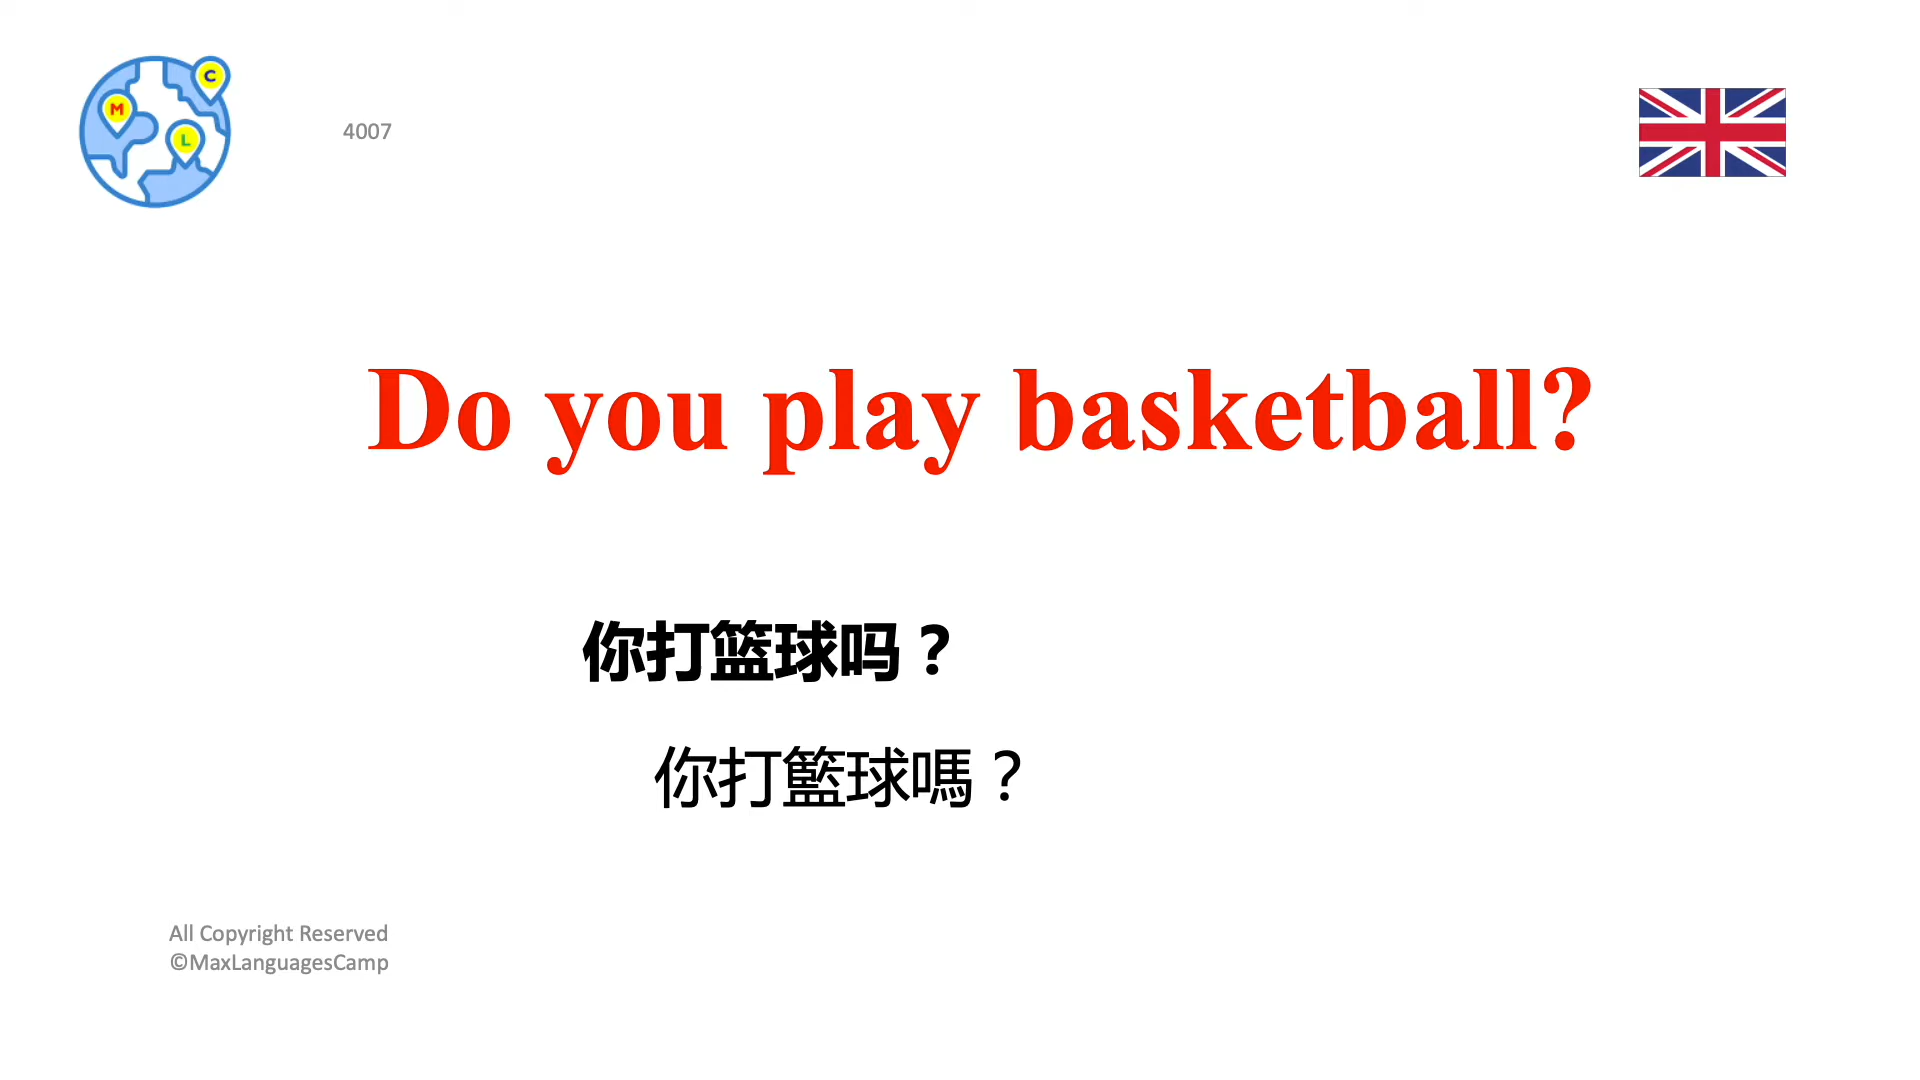 C
M
L
4007
Do you play basketball?
你打篮球吗？
你打籃球嗎？
All Copyright Reserved
©MaxLanguagesCamp